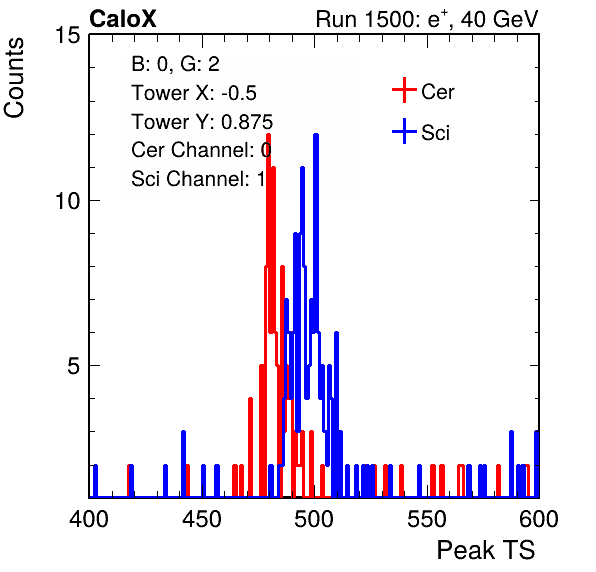 CaloX Run 1500: e⁺, 40 GeV
Counts
15
10
5
B: 0, G: 2
Tower X: -0.5
Tower Y: 0.875
Cer Channel: 0
Sci Channel: 1
Cer
Sci
400 450 500 550 600
Peak TS